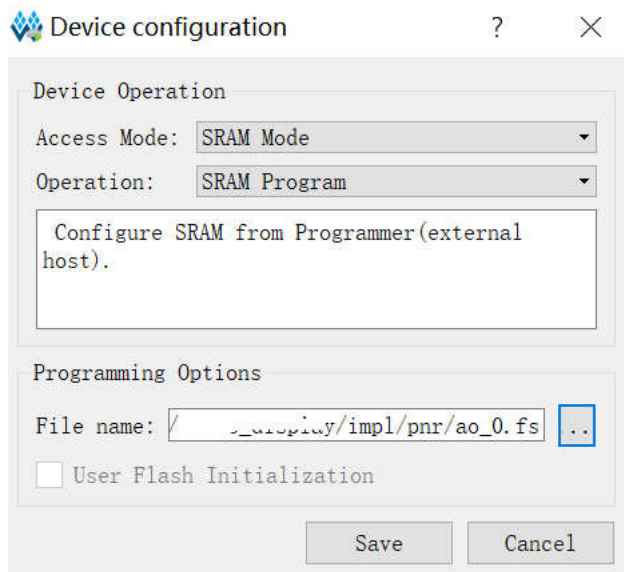 Device configuration
?
Device Operation
Access Mode: SRAM Mode
Operation: SRAM Program
Configure SRAM from Programmer(external
host).
Programming Options
File name: /impl/pnr/ao_0.fs ..
User Flash Initialization
Save Cancel